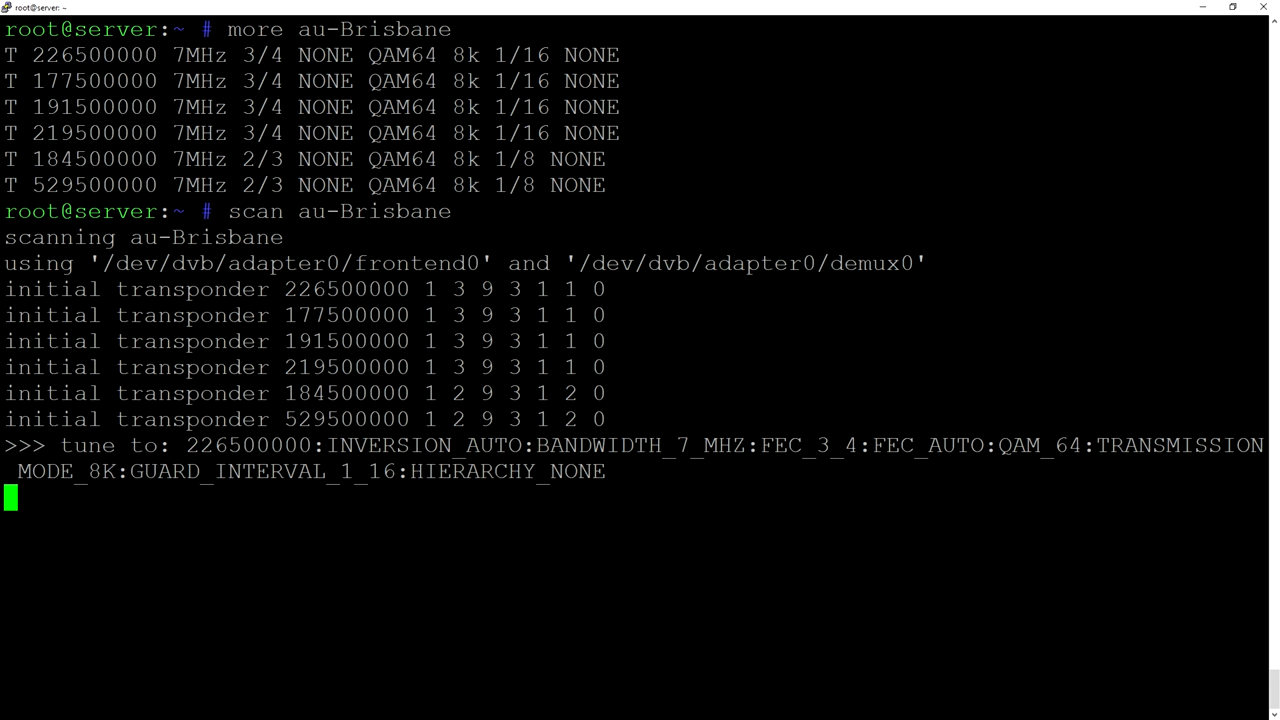 root@server: ~
root@server:~ # more au-Brisbane
T 226500000 7MHz 3/4 NONE QAM64 8k 1/16 NONE
T 177500000 7MHz 3/4 NONE QAM64 8k 1/16 NONE
T 191500000 7MHz 3/4 NONE QAM64 8k 1/16 NONE
T 219500000 7MHz 3/4 NONE QAM64 8k 1/16 NONE
T 184500000 7MHz 2/3 NONE QAM64 8k 1/8 NONE
T 529500000 7MHz 2/3 NONE QAM64 8k 1/8 NONE
root@server:~ # scan au-Brisbane
scanning au-Brisbane
using '/dev/dvb/adapter0/frontend0' and '/dev/dvb/adapter0/demux0'
initial transponder 226500000 1 3 9 3 1 1 0
initial transponder 177500000 1 3 9 3 1 1 0
initial transponder 191500000 1 3 9 3 1 1 0
initial transponder 219500000 1 3 9 3 1 1 0
initial transponder 184500000 1 2 9 3 1 2 0
initial transponder 529500000 1 2 9 3 1 2 0
>>> tune to: 226500000:INVERSION_AUTO:BANDWIDTH_7_MHZ:FEC_3_4:FEC_AUTO:QAM_64:TRANSMISSION
_MODE_8K:GUARD_INTERVAL_1_16:HIERARCHY_NONE